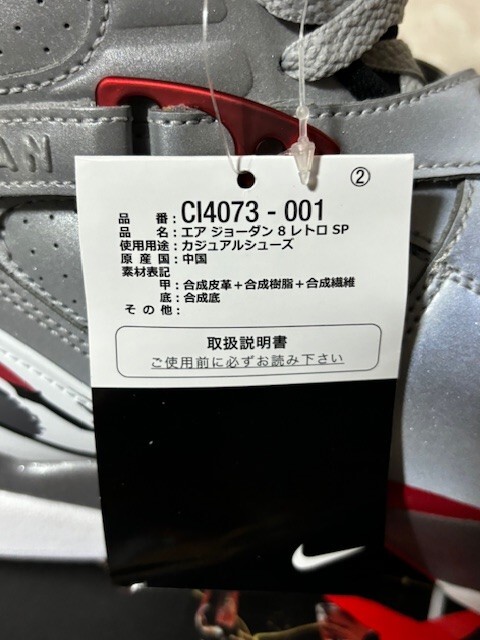 AN
②
品 番：CI4073 - 001
品 名：エア ジョーダン 8 レトロ SP
使用用途：カジュアルシューズ
原 産 国：中国
素材表記
甲：合成皮革＋合成樹脂＋合成繊維
底：合成底
そ の 他：
取扱説明書
ご使用前に必ずお読み下さい